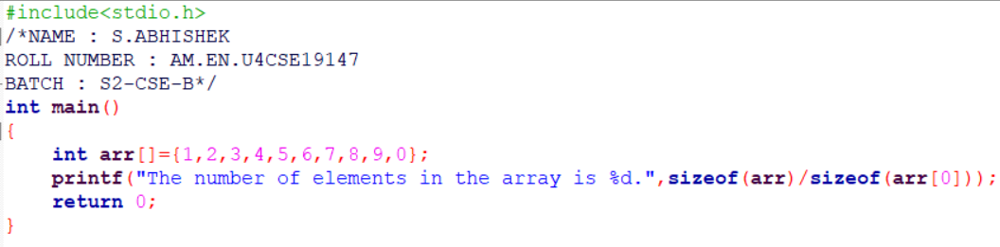 #include<stdio.h>
/*NAME : S.ABHISHEK
ROLL NUMBER : AM.EN.U4CSE19147
BATCH : S2-CSE-B*/
int main()
{
    int arr[]={1,2,3,4,5,6,7,8,9,0};
    printf("The number of elements in the array is %d.",sizeof(arr)/sizeof(arr[0]));
    return 0;
}